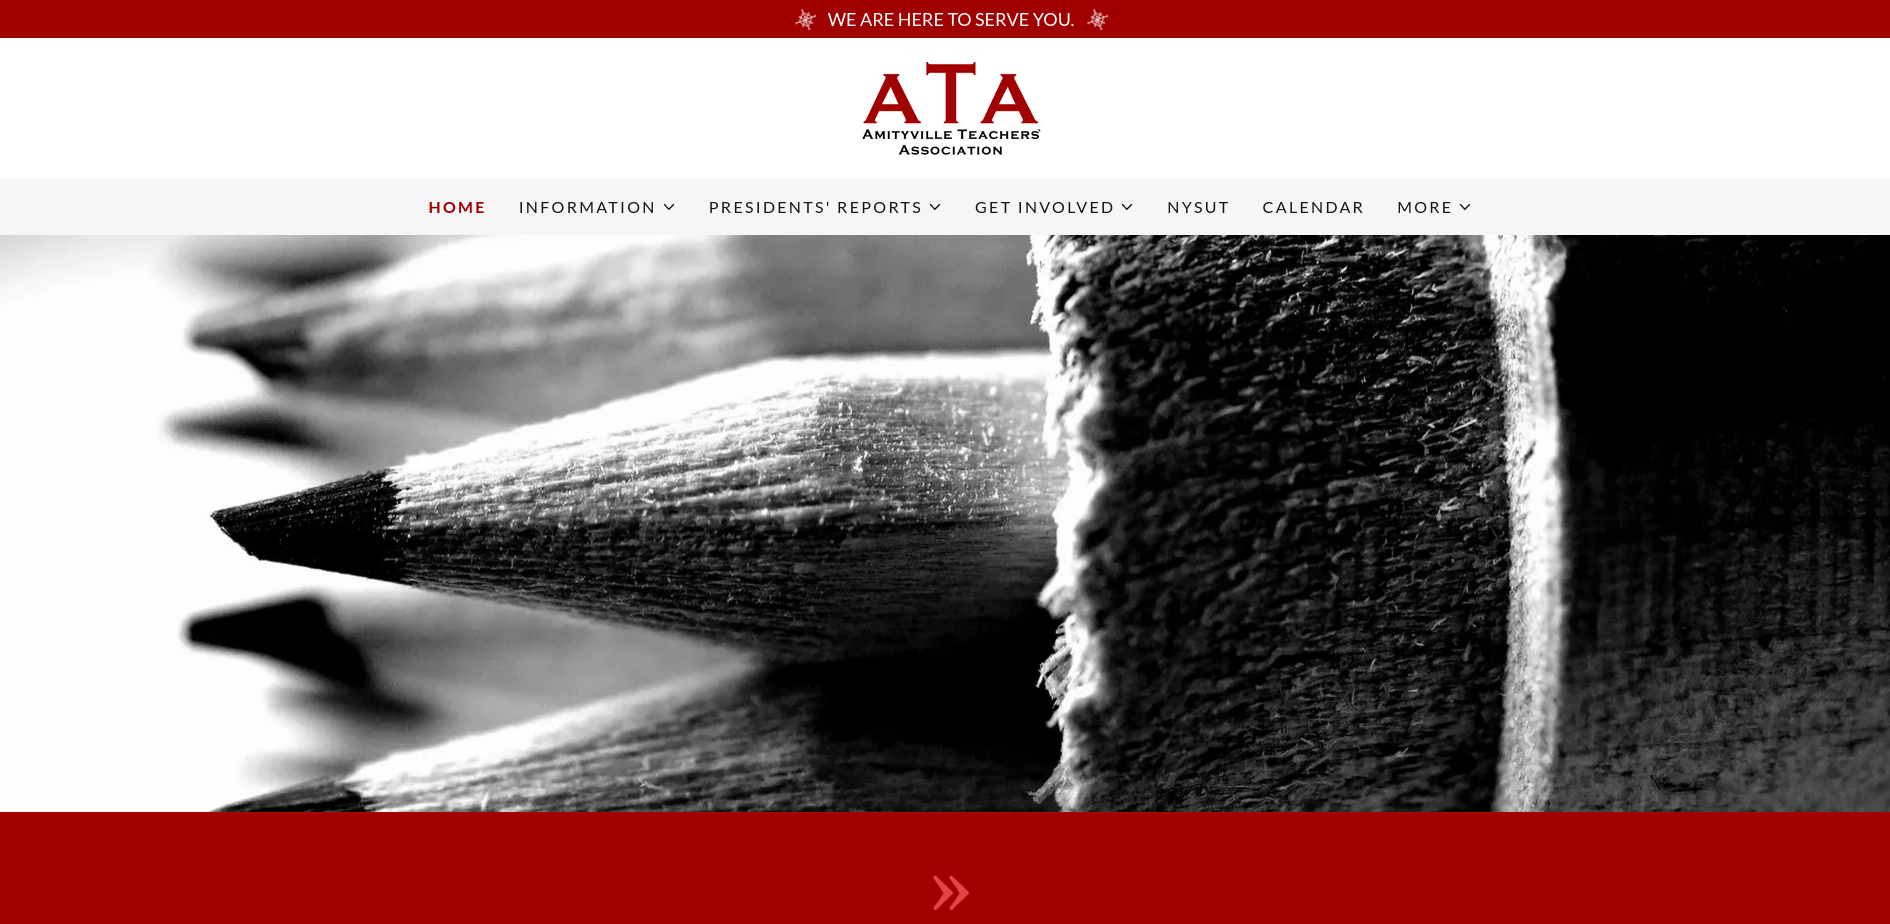 WE ARE HERE TO SERVE YOU.
ATA
AMITYVILLE TEACHERS'
ASSOCIATION
HOME INFORMATION PRESIDENTS' REPORTS GET INVOLVED NYSUT CALENDAR MORE
»